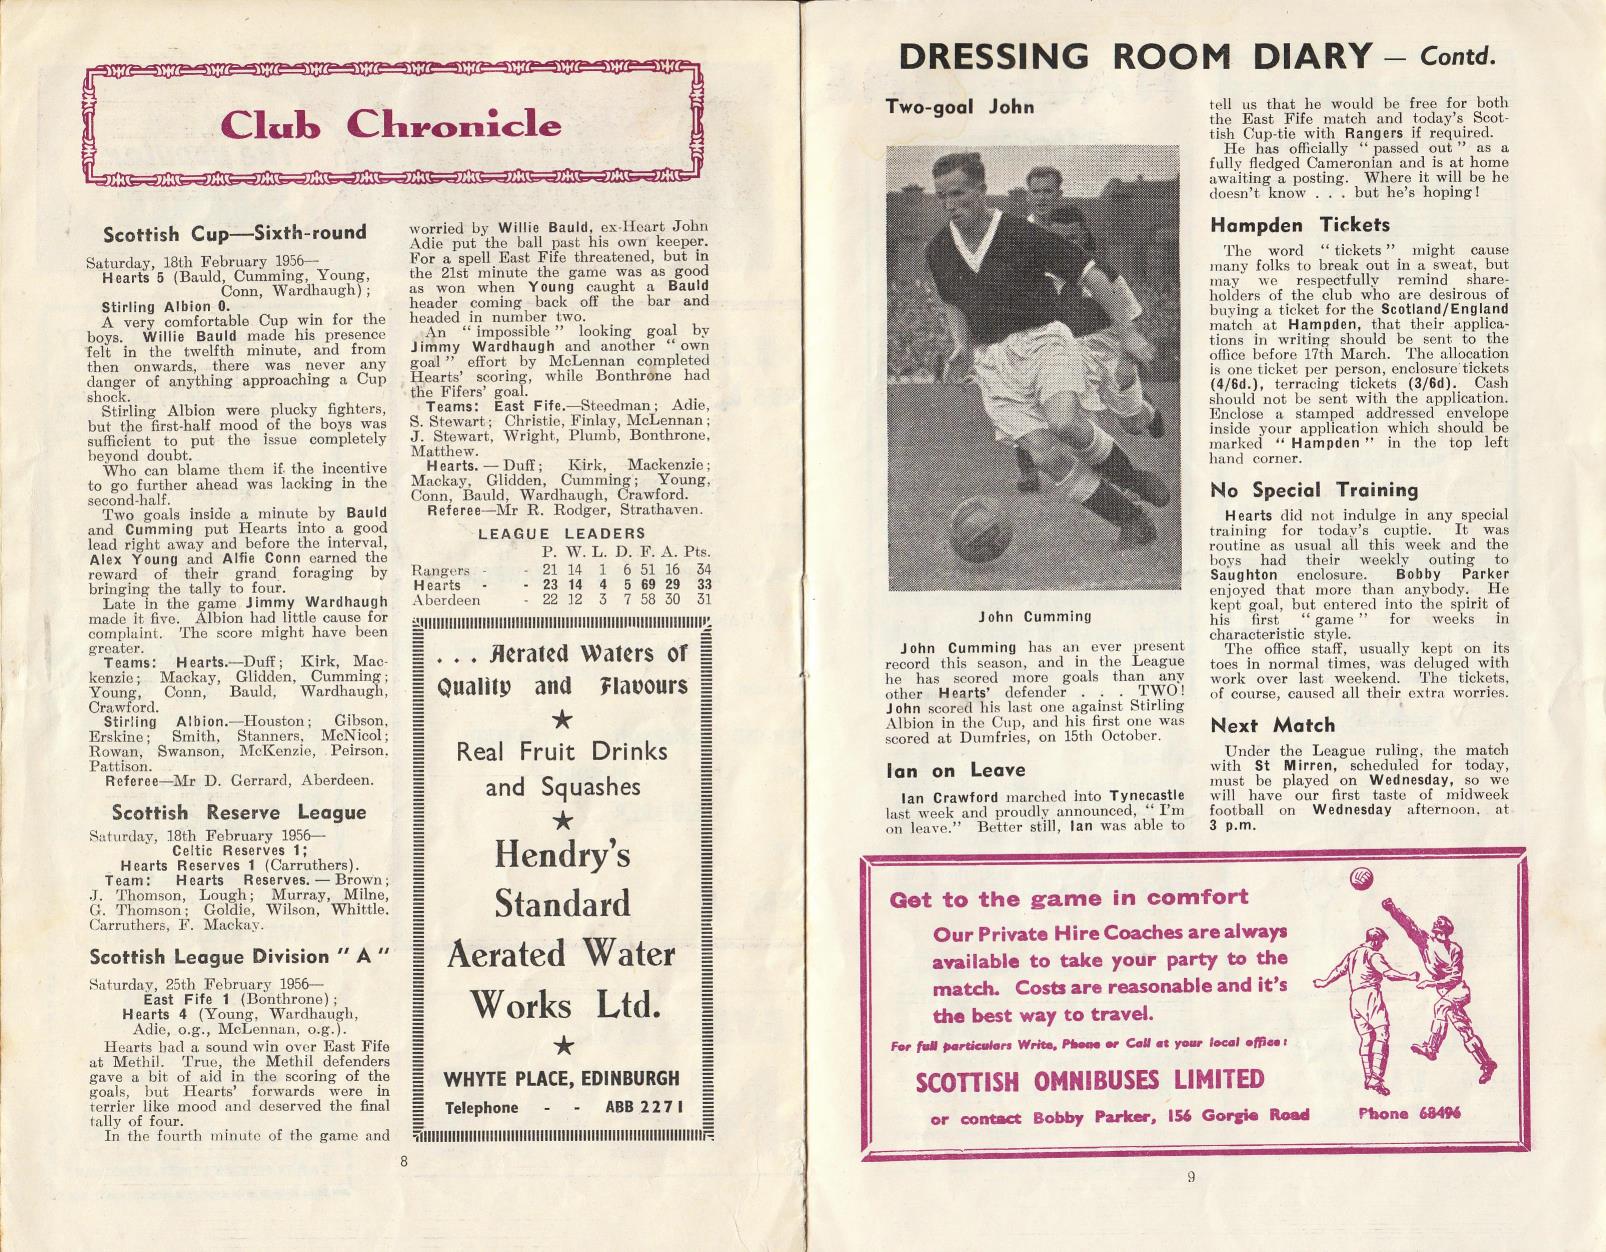 Club Chronicle
Scottish Cup—Sixth-round
Saturday, 18th February 1956—
Hearts 5 (Bauld, Cumming, Young,
Conn, Wardhaugh);
Stirling Albion 0.
A very comfortable Cup win for the
boys. Willie Bauld made his presence
felt in the twelfth minute, and from
then onwards, there was never any
danger of anything approaching a Cup
shock.
Stirling Albion were plucky fighters,
but the first-half mood of the boys was
sufficient to put the issue completely
beyond doubt.
Who can blame them if the incentive
to go further ahead was lacking in the
second-half.
Two goals inside a minute by Bauld
and Cumming put Hearts into a good
lead right away and before the interval,
Alex Young and Alfie Conn earned the
reward of their grand foraging by
bringing the tally to four.
Late in the game Jimmy Wardhaugh
made it five. Albion had little cause for
complaint. The score might have been
greater.
Teams: Hearts.—Duff; Kirk, Mac-
kenzie; Mackay, Glidden, Cumming;
Young, Conn, Bauld, Wardhaugh,
Crawford.
Stirling Albion.—Houston; Gibson,
Erskine; Smith, Stanners, McNicol;
Rowan, Swanson, McKenzie, Peirson.
Pattison.
Referee—Mr D. Gerrard, Aberdeen.
Scottish Reserve League
Saturday, 18th February 1956—
Celtic Reserves 1;
Hearts Reserves 1 (Carruthers).
Team: Hearts Reserves. — Brown;
J. Thomson, Lough; Murray, Milne,
G. Thomson; Goldie, Wilson, Whittle.
Carruthers, F. Mackay.
Scottish League Division "A"
Saturday, 25th February 1956—
East Fife 1 (Bonthrone);
Hearts 4 (Young, Wardhaugh,
Adie, o.g., McLennan, o.g.).
Hearts had a sound win over East Fife
at Methil. True, the Methil defenders
gave a bit of aid in the scoring of the
goals, but Hearts' forwards were in
terrier like mood and deserved the final
tally of four.
In the fourth minute of the game and
worried by Willie Bauld, ex-Heart John
Adie put the ball past his own keeper.
For a spell East Fife threatened, but in
the 21st minute the game was as good
as won when Young caught a Bauld
header coming back off the bar and
headed in number two.
An "impossible" looking goal by
Jimmy Wardhaugh and another "own
goal" effort by McLennan completed
Hearts' scoring, while Bonthrone had
the Fifers' goal.
Teams: East Fife.—Steedman; Adie,
S. Stewart; Christie, Finlay, McLennan;
J. Stewart, Wright, Plumb, Bonthrone,
Matthew.
Hearts. — Duff; Kirk, Mackenzie;
Mackay, Glidden, Cumming; Young,
Conn, Bauld, Wardhaugh, Crawford.
Referee—Mr R. Rodger, Strathaven.
LEAGUE LEADERS
P. W. L. D. F. A. Pts.
Rangers - - 21 14 1 6 51 16 34
Hearts - - 23 14 4 5 69 29 33
Aberdeen - 22 12 3 7 58 30 31
. . . Aerated Waters of
Quality and Flavours
★
Real Fruit Drinks
and Squashes
★
Hendry's
Standard
Aerated Water
Works Ltd.
★
WHYTE PLACE, EDINBURGH
Telephone - - ABB 2271
8
DRESSING ROOM DIARY — Contd.
Two-goal John
John Cumming
John Cumming has an ever present
record this season, and in the League
he has scored more goals than any
other Hearts' defender . . . TWO!
John scored his last one against Stirling
Albion in the Cup, and his first one was
scored at Dumfries, on 15th October.
Ian on Leave
Ian Crawford marched into Tynecastle
last week and proudly announced, "I'm
on leave." Better still, Ian was able to
tell us that he would be free for both
the East Fife match and today's Scot-
tish Cup-tie with Rangers if required.
He has officially "passed out" as a
fully fledged Cameronian and is at home
awaiting a posting. Where it will be he
doesn't know . . . but he's hoping!
Hampden Tickets
The word "tickets" might cause
many folks to break out in a sweat, but
may we respectfully remind share-
holders of the club who are desirous of
buying a ticket for the Scotland/England
match at Hampden, that their applica-
tions in writing should be sent to the
office before 17th March. The allocation
is one ticket per person, enclosure tickets
(4/6d.), terracing tickets (3/6d). Cash
should not be sent with the application.
Enclose a stamped addressed envelope
inside your application which should be
marked "Hampden" in the top left
hand corner.
No Special Training
Hearts did not indulge in any special
training for today's cuptie. It was
routine as usual all this week and the
boys had their weekly outing to
Saughton enclosure. Bobby Parker
enjoyed that more than anybody. He
kept goal, but entered into the spirit of
his first "game" for weeks in
characteristic style.
The office staff, usually kept on its
toes in normal times, was deluged with
work over last weekend. The tickets,
of course, caused all their extra worries.
Next Match
Under the League ruling, the match
with St Mirren, scheduled for today,
must be played on Wednesday, so we
will have our first taste of midweek
football on Wednesday afternoon, at
3 p.m.
Get to the game in comfort
Our Private Hire Coaches are always
available to take your party to the
match. Costs are reasonable and it's
the best way to travel.
For full particulars Write, Phone or Call at your local office:
SCOTTISH OMNIBUSES LIMITED
or contact Bobby Parker, 156 Gorgie Road Phone 68496
9